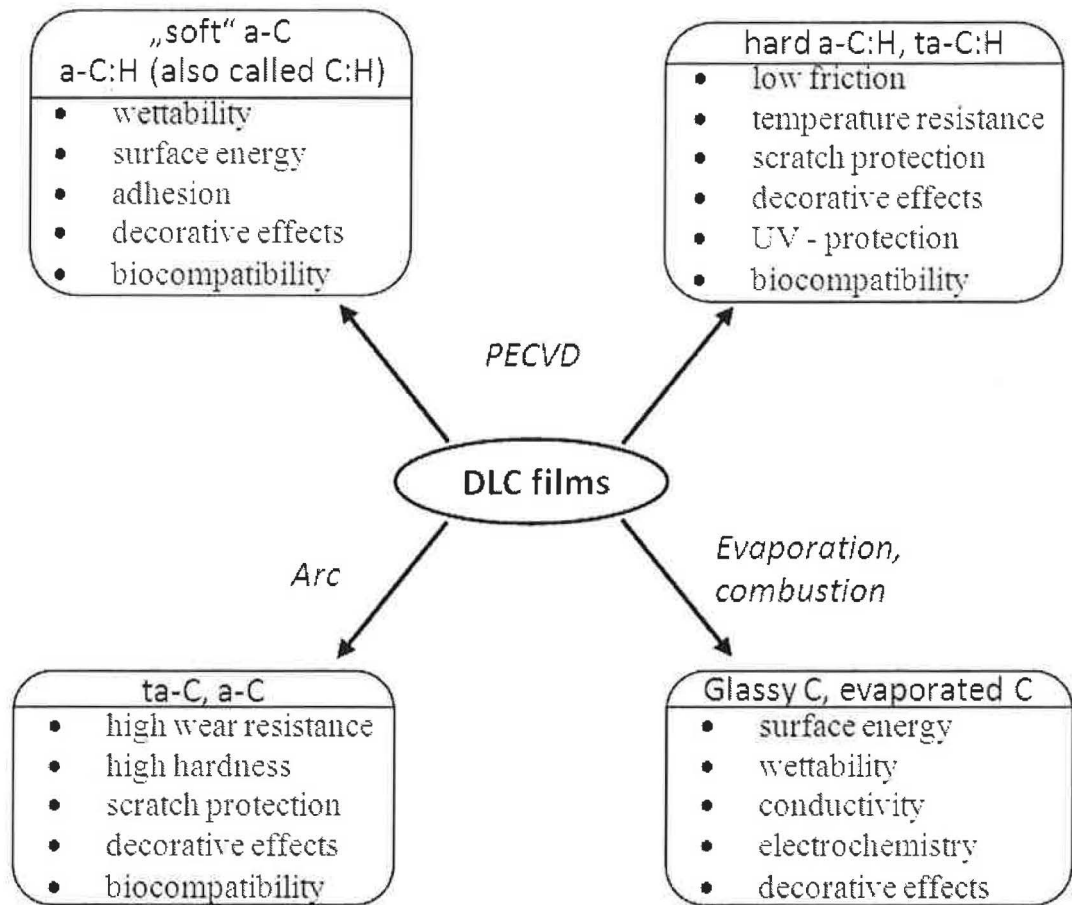 „soft“ a-C
a-C:H (also called C:H)
• wettability
• surface energy
• adhesion
• decorative effects
• biocompatibility
hard a-C:H, ta-C:H
• low friction
• temperature resistance
• scratch protection
• decorative effects
• UV - protection
• biocompatibility
PECVD
DLC films
Arc
Evaporation,
combustion
ta-C, a-C
• high wear resistance
• high hardness
• scratch protection
• decorative effects
• biocompatibility
Glassy C, evaporated C
• surface energy
• wettability
• conductivity
• electrochemistry
• decorative effects